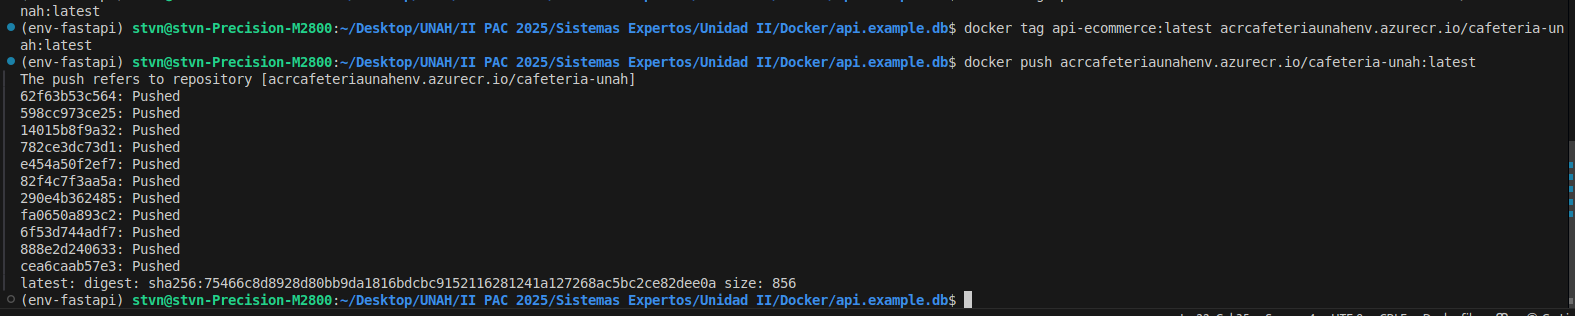 nah:latest
(env-fastapi) stvn@stvn-Precision-M2800:~/Desktop/UNAH/II PAC 2025/Sistemas Expertos/Unidad II/Docker/api.example.db$ docker tag api-ecommerce:latest acrcafeteriaunahenv.azurecr.io/cafeteria-un
ah:latest
(env-fastapi) stvn@stvn-Precision-M2800:~/Desktop/UNAH/II PAC 2025/Sistemas Expertos/Unidad II/Docker/api.example.db$ docker push acrcafeteriaunahenv.azurecr.io/cafeteria-unah:latest
The push refers to repository [acrcafeteriaunahenv.azurecr.io/cafeteria-unah]
62f63b53c564: Pushed
598cc973ce25: Pushed
14015b8f9a32: Pushed
782ce3dc73d1: Pushed
e454a50f2ef7: Pushed
82f4c7f3aa5a: Pushed
290e4b362485: Pushed
fa0650a893c2: Pushed
6f53d744adf7: Pushed
888e2d240633: Pushed
cea6caab57e3: Pushed
latest: digest: sha256:75466c8d8928d80bb9da1816bdcbc9152116281241a127268ac5bc2ce82dee0a size: 856
(env-fastapi) stvn@stvn-Precision-M2800:~/Desktop/UNAH/II PAC 2025/Sistemas Expertos/Unidad II/Docker/api.example.db$